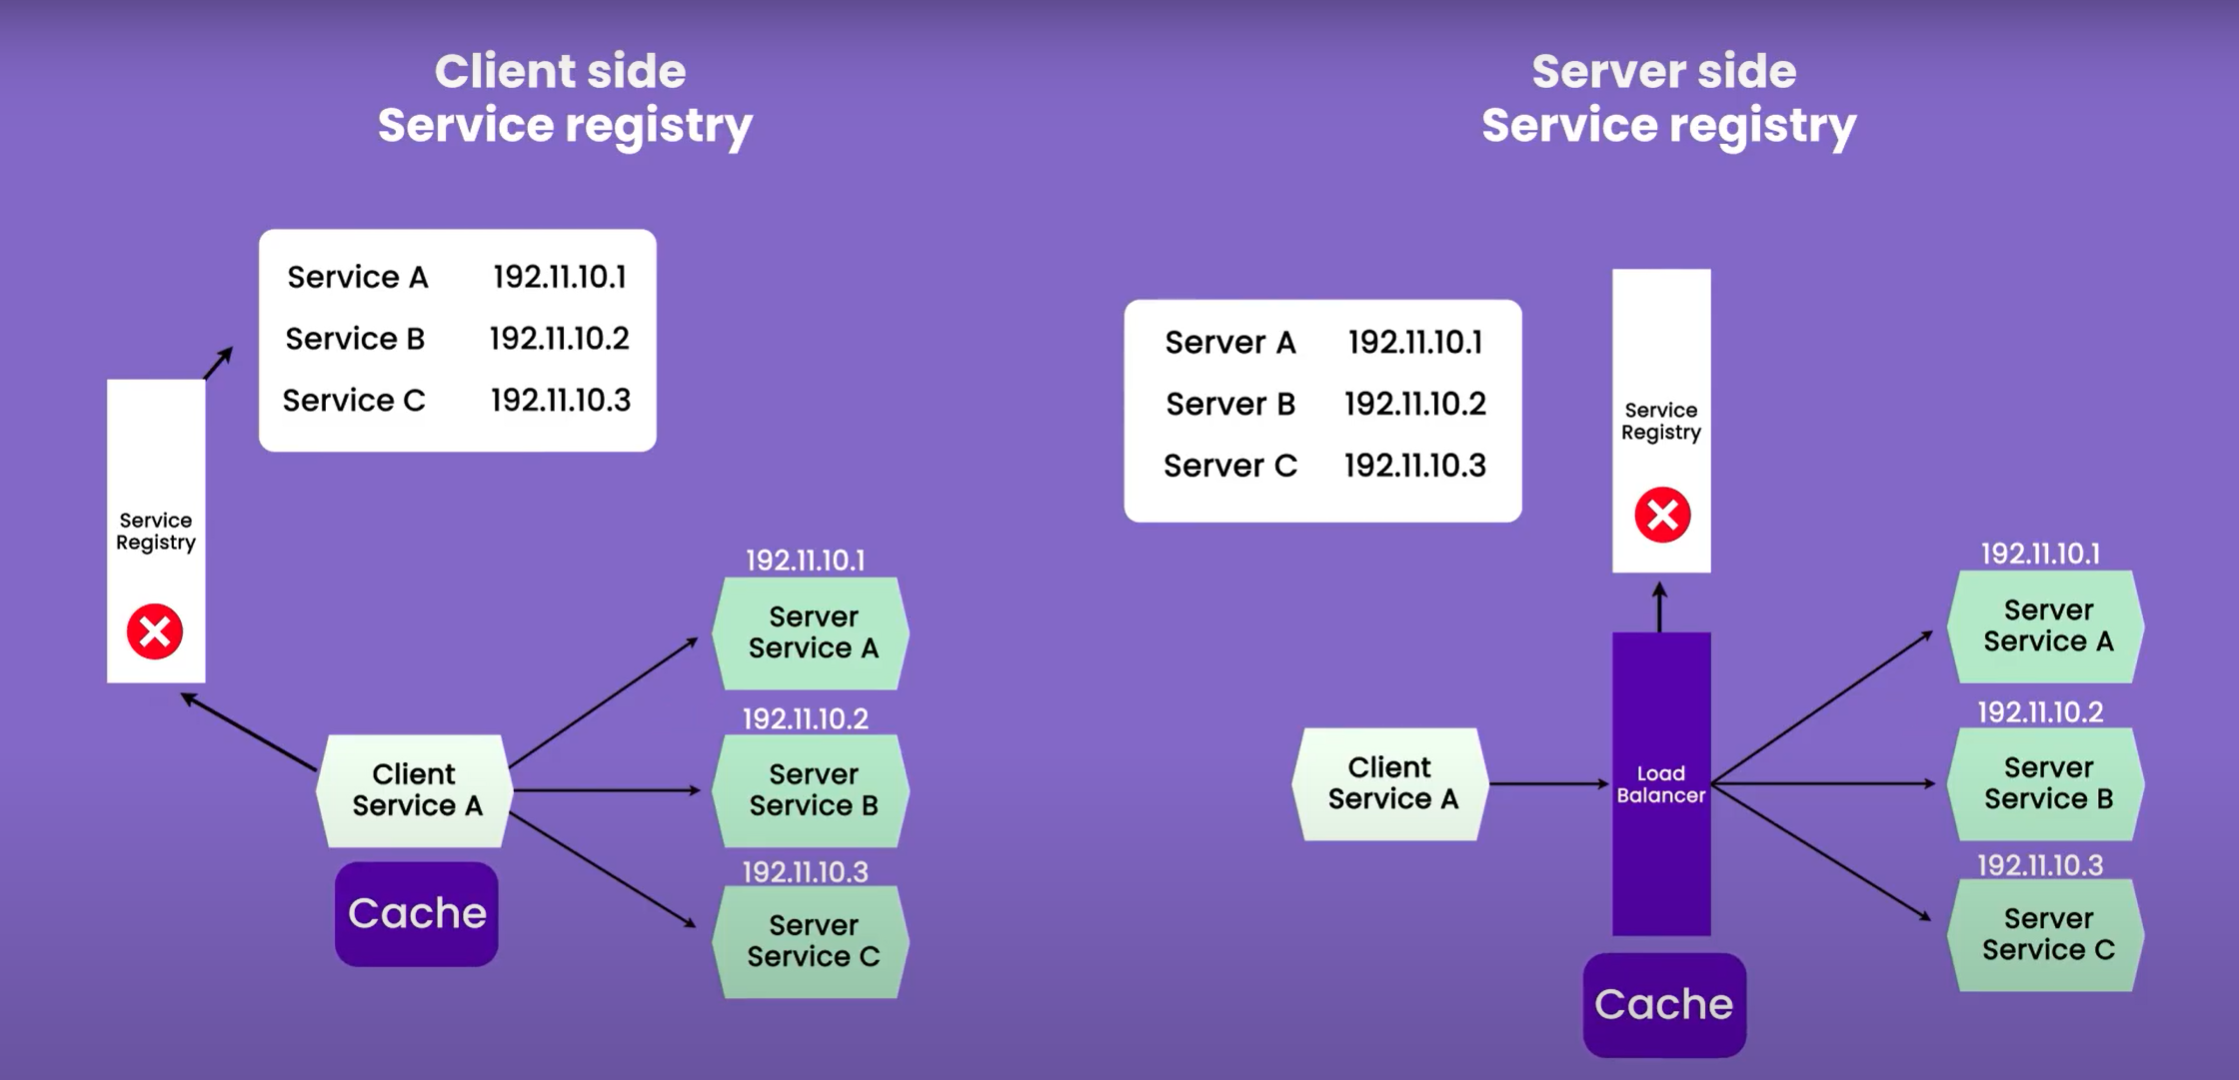 Client side
Service registry
Service A 192.11.10.1
Service B 192.11.10.2
Service C 192.11.10.3
Service
Registry
192.11.10.1
Server
Service A
192.11.10.2
Server
Service B
192.11.10.3
Server
Service C
Client
Service A
Cache
Server side
Service registry
Server A 192.11.10.1
Server B 192.11.10.2
Server C 192.11.10.3
Service
Registry
Client
Service A
Load
Balancer
192.11.10.1
Server
Service A
192.11.10.2
Server
Service B
192.11.10.3
Server
Service C
Cache